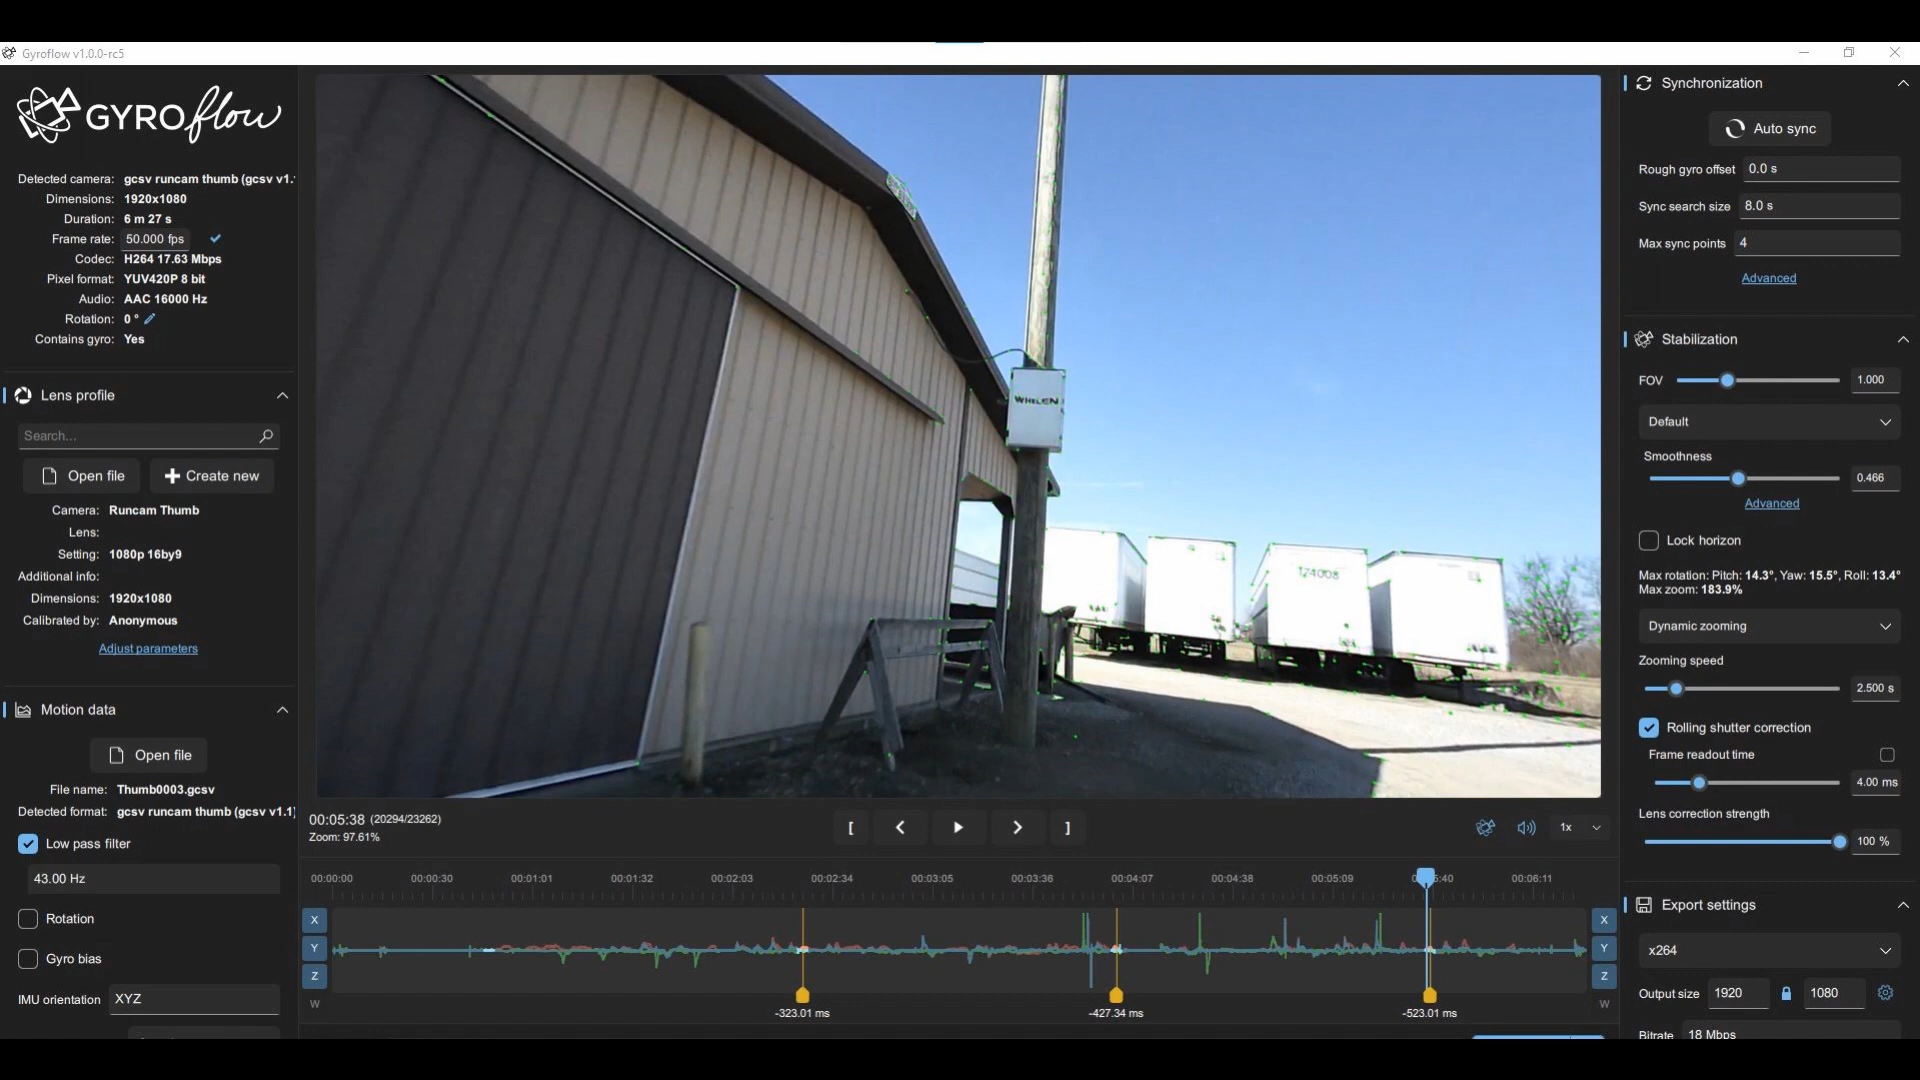 Gyroflow v1.0.0-rc5
GYROflow
Detected camera: gcsv runcam thumb (gcsv v1.
Dimensions: 1920x1080
Duration: 6 m 27 s
Frame rate: 50.000 fps
Codec: H264 17.63 Mbps
Pixel format: YUV420P 8 bit
Audio: AAC 16000 Hz
Rotation: 0 °
Contains gyro: Yes
Lens profile
Search...
Open file
Create new
Camera: Runcam Thumb
Lens:
Setting: 1080p 16by9
Additional info:
Dimensions: 1920x1080
Calibrated by: Anonymous
Adjust parameters
Motion data
Open file
File name: Thumb0003.gcsv
Detected format: gcsv runcam thumb (gcsv v1.1)
Low pass filter
43.00 Hz
Rotation
Gyro bias
IMU orientation XYZ
WHELEN
174008
00:05:38 (20294/23262)
Zoom: 97.61%
[
]
1x
00:00:00 00:00:30 00:01:01 00:01:32 00:02:03 00:02:34 00:03:05 00:03:36 00:04:07 00:04:38 00:05:09 5:40 00:06:11
X
Y
Z
W
X
Y
Z
W
-323.01 ms
-427.34 ms
-523.01 ms
Synchronization
Auto sync
Rough gyro offset 0.0 s
Sync search size 8.0 s
Max sync points 4
Advanced
Stabilization
FOV 1.000
Default
Smoothness
0.466
Advanced
Lock horizon
Max rotation: Pitch: 14.3°, Yaw: 15.5°, Roll: 13.4°
Max zoom: 183.9%
Dynamic zooming
Zooming speed
2.500 s
Rolling shutter correction
Frame readout time
4.00 ms
Lens correction strength
100 %
Export settings
x264
Output size 1920 1080
Bitrate 18 Mbps